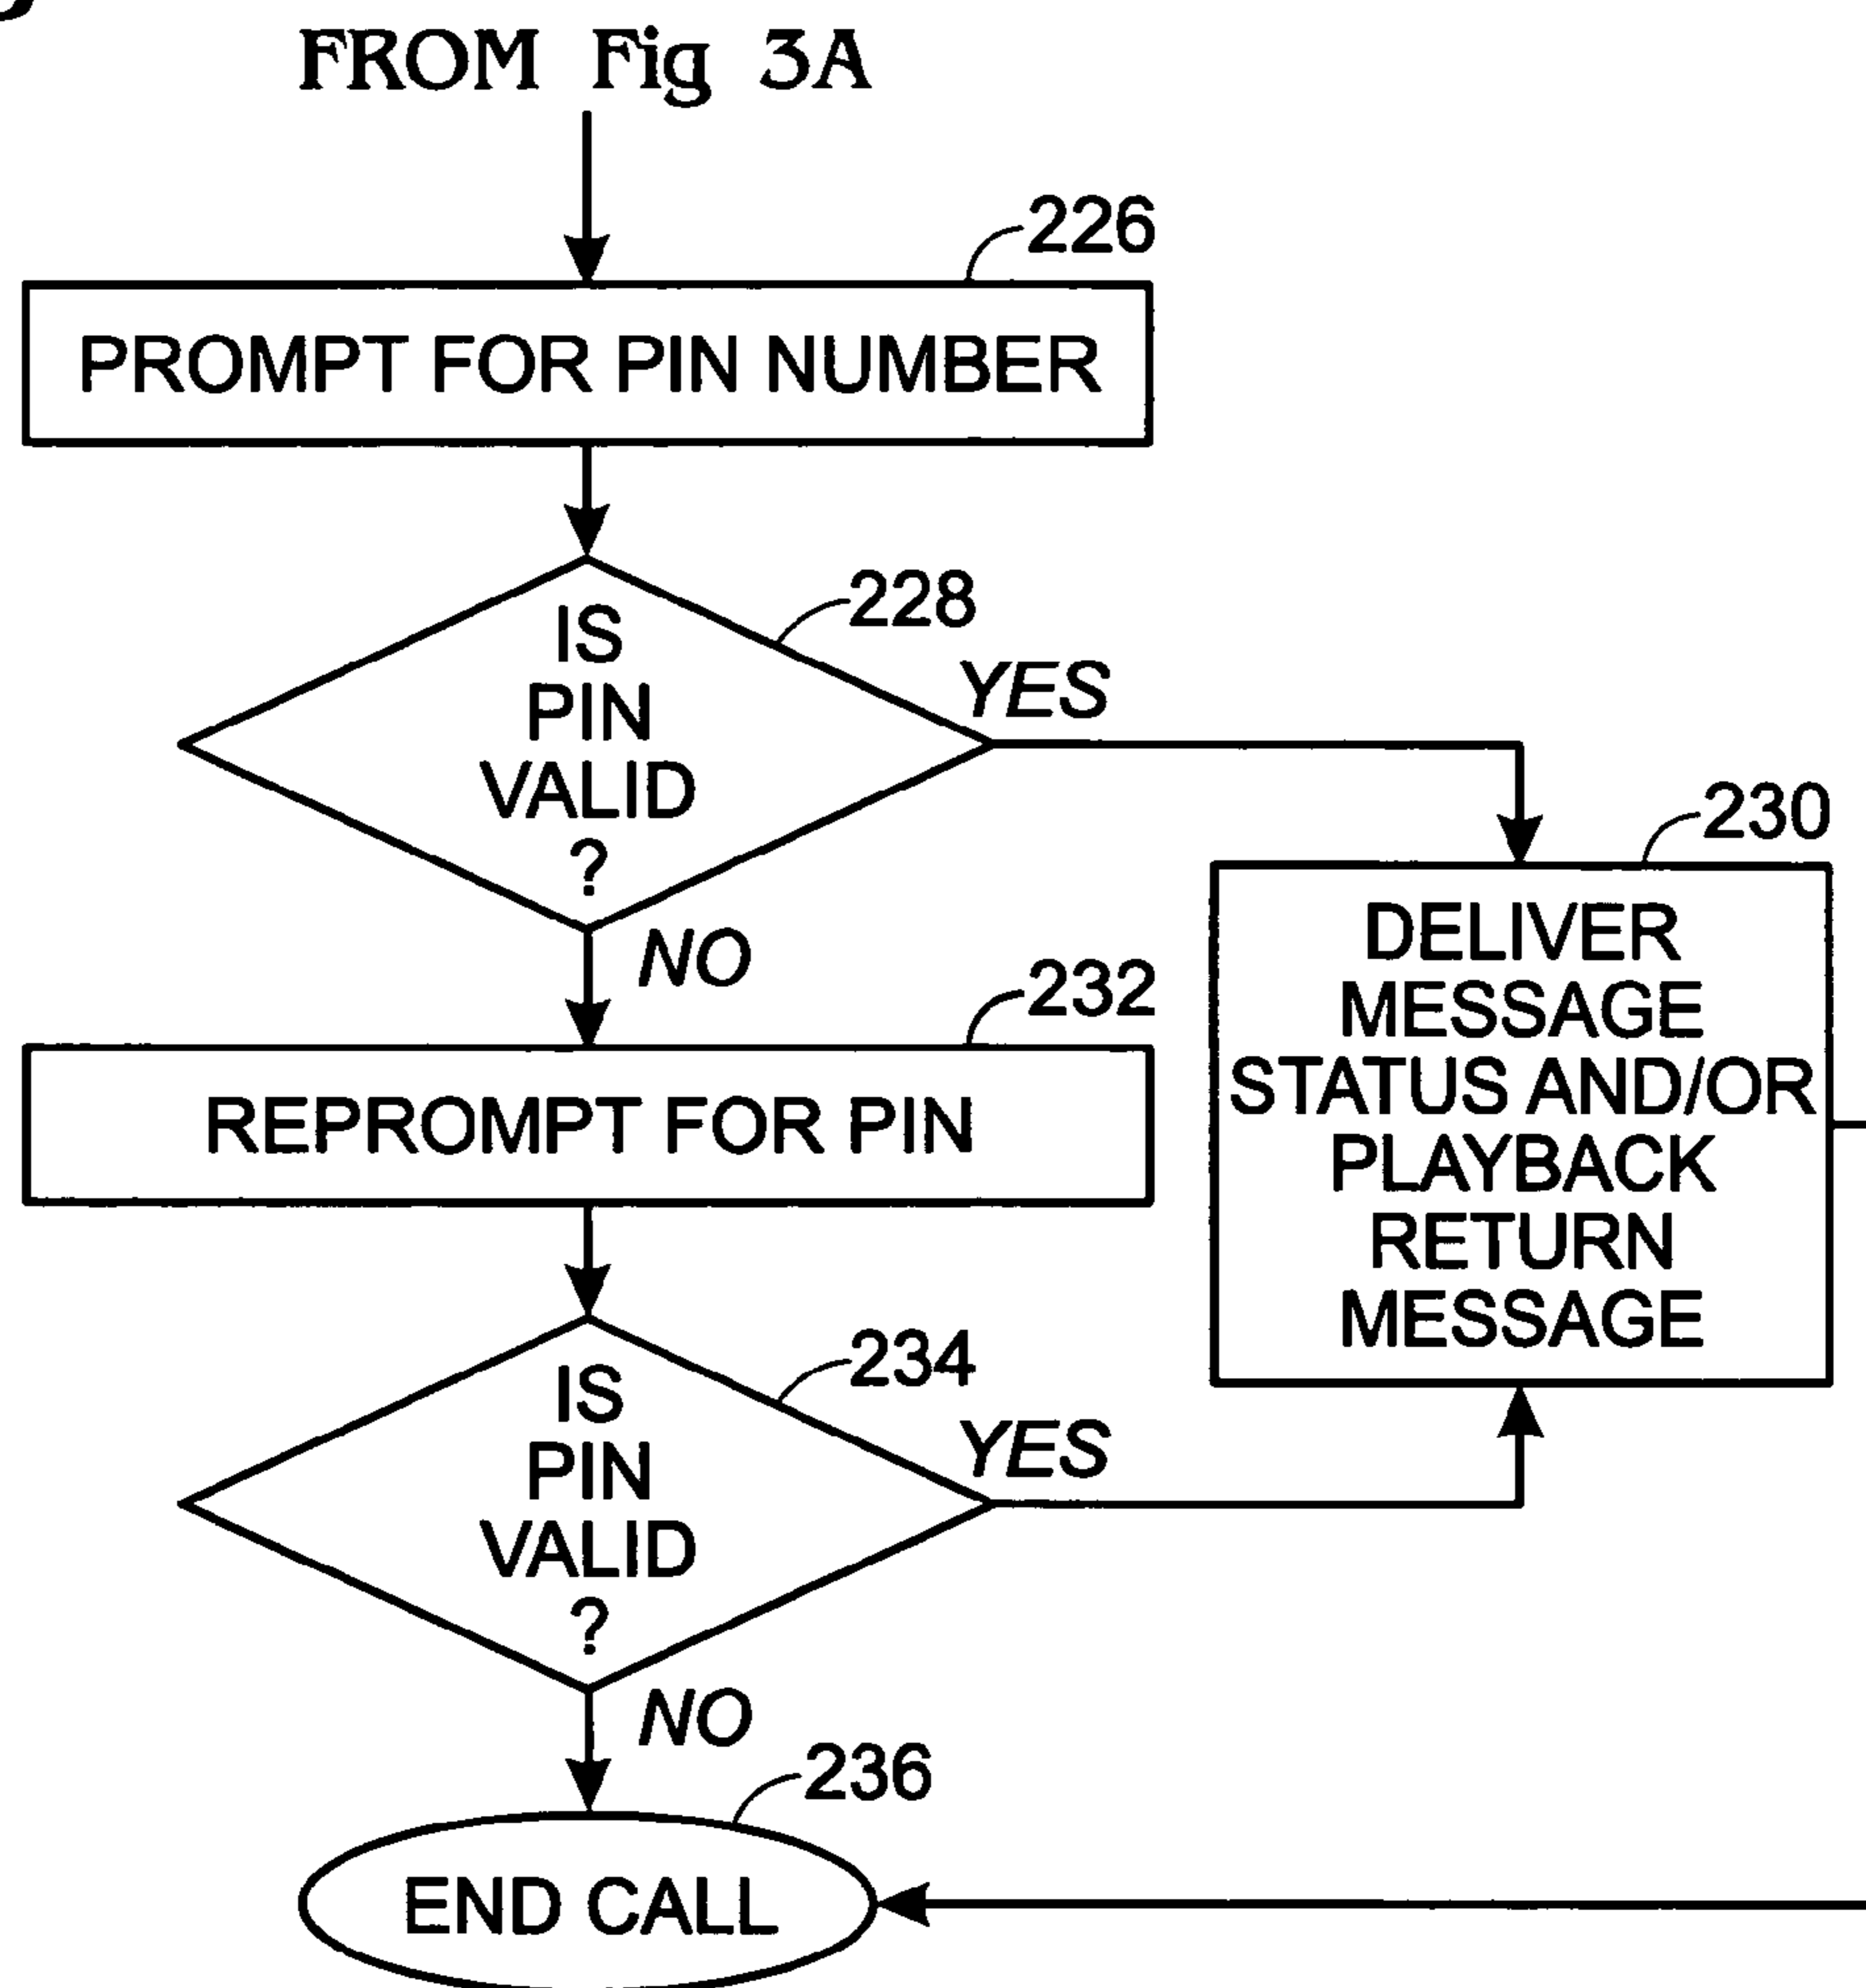 FROM Fig 3A
226
PROMPT FOR PIN NUMBER
228
IS
PIN
VALID
?
YES
NO
230
DELIVER
MESSAGE
STATUS AND/OR
PLAYBACK
RETURN
MESSAGE
232
REPROMPT FOR PIN
234
IS
PIN
VALID
?
YES
NO
236
END CALL